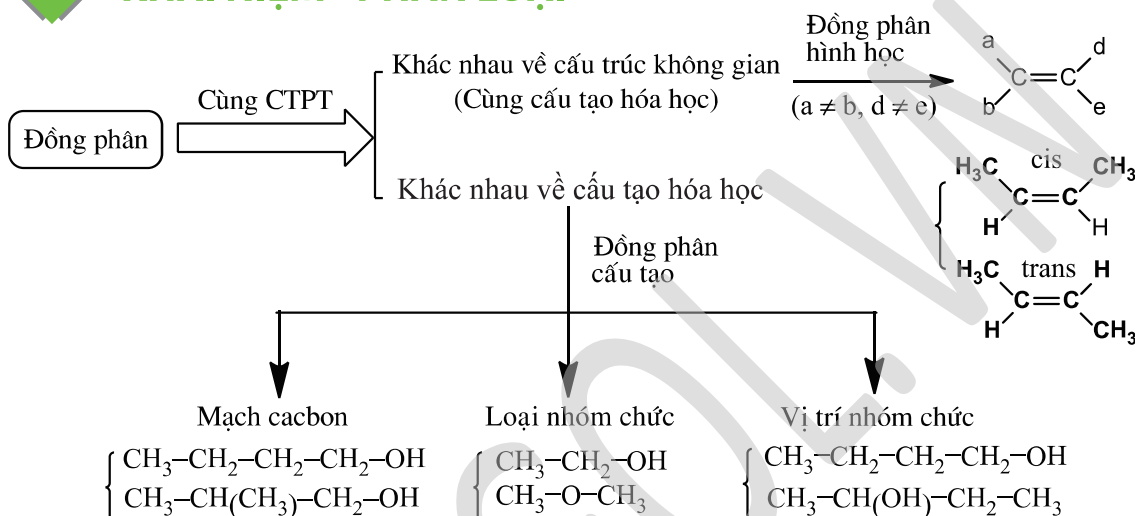 Đồng phân
Cùng CTPT
Khác nhau về cấu trúc không gian
(Cùng cấu tạo hóa học)
Đồng phân
hình học
(a ≠ b, d ≠ e)
a d
C=C
b e
Khác nhau về cấu tạo hóa học
H₃C cis CH₃
C=C
H H
H₃C trans H
C=C
H CH₃
Đồng phân
cấu tạo
Mạch cacbon
CH₃−CH₂−CH₂−CH₂−OH
CH₃−CH(CH₃)−CH₂−OH
Loại nhóm chức
CH₃−CH₂−OH
CH₃−O−CH₃
Vị trí nhóm chức
CH₃−CH₂−CH₂−CH₂−OH
CH₃−CH(OH)−CH₂−CH₃